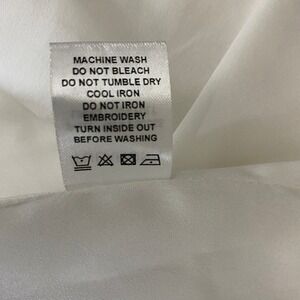 MACHINE WASH
DO NOT BLEACH
DO NOT TUMBLE DRY
COOL IRON
DO NOT IRON
EMBROIDERY
TURN INSIDE OUT
BEFORE WASHING